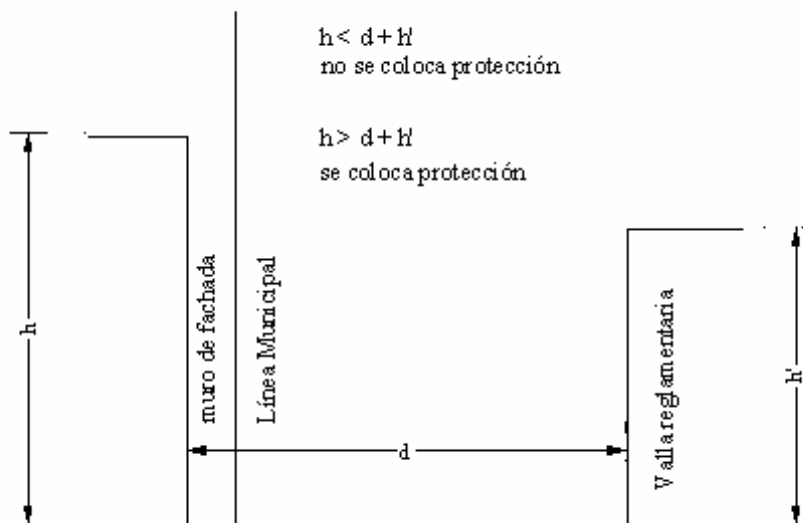 h < d + h'
no se coloca protección
h > d + h'
se coloca protección
h
muro de fachada
Línea Municipal
d
Valla reglamentaria
h'